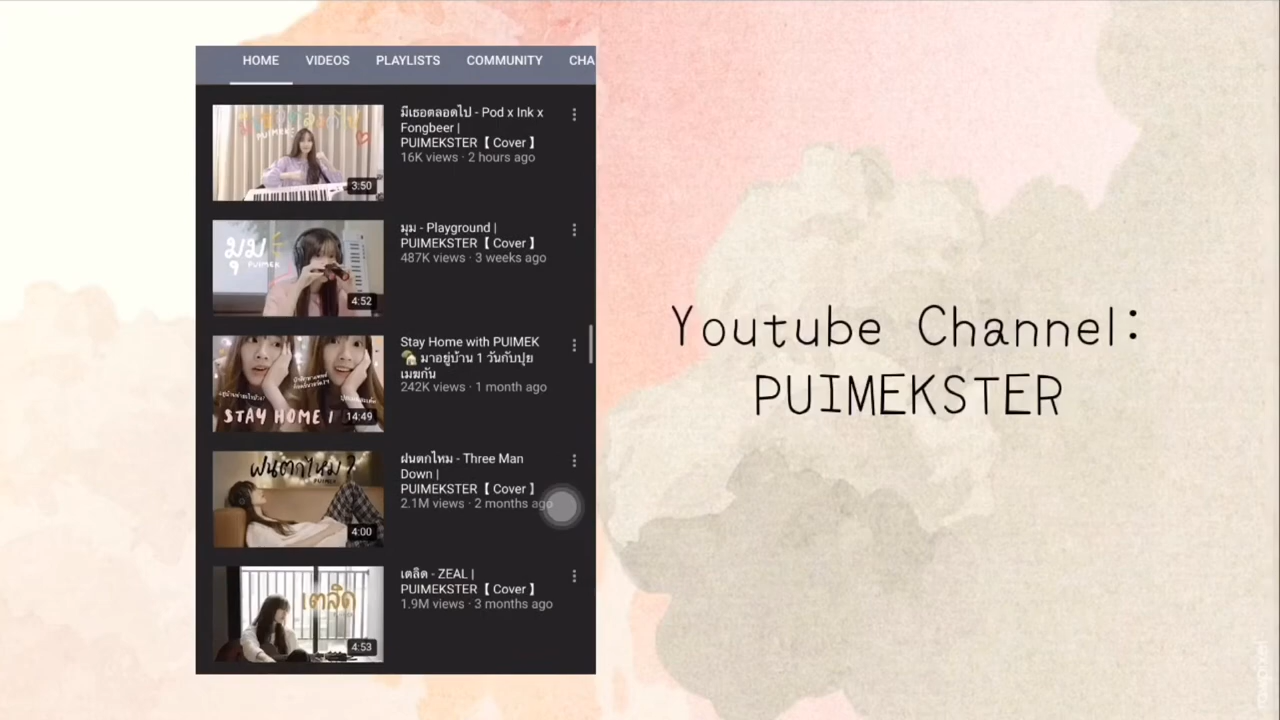 HOME VIDEOS PLAYLISTS COMMUNITY CHA
PUIMEK
3:50
มีเธอตลอดไป - Pod x Ink x
Fongbeer |
PUIMEKSTER【 Cover 】
16K views · 2 hours ago
มุม
PUIMEK
4:52
มุม - Playground |
PUIMEKSTER【 Cover 】
487K views · 3 weeks ago
STAY HOME !
14:49
Stay Home with PUIMEK
🏡 มาอยู่บ้าน 1 วันกับปุย
เมฆกัน
242K views · 1 month ago
ฝนตกไหม ?
PUIMEK
4:00
ฝนตกไหม - Three Man
Down |
PUIMEKSTER【 Cover 】
2.1M views · 2 months ago
เตลิด
4:53
เตลิด - ZEAL |
PUIMEKSTER【 Cover 】
1.9M views · 3 months ago
Youtube Channel:
PUIMEKSTER